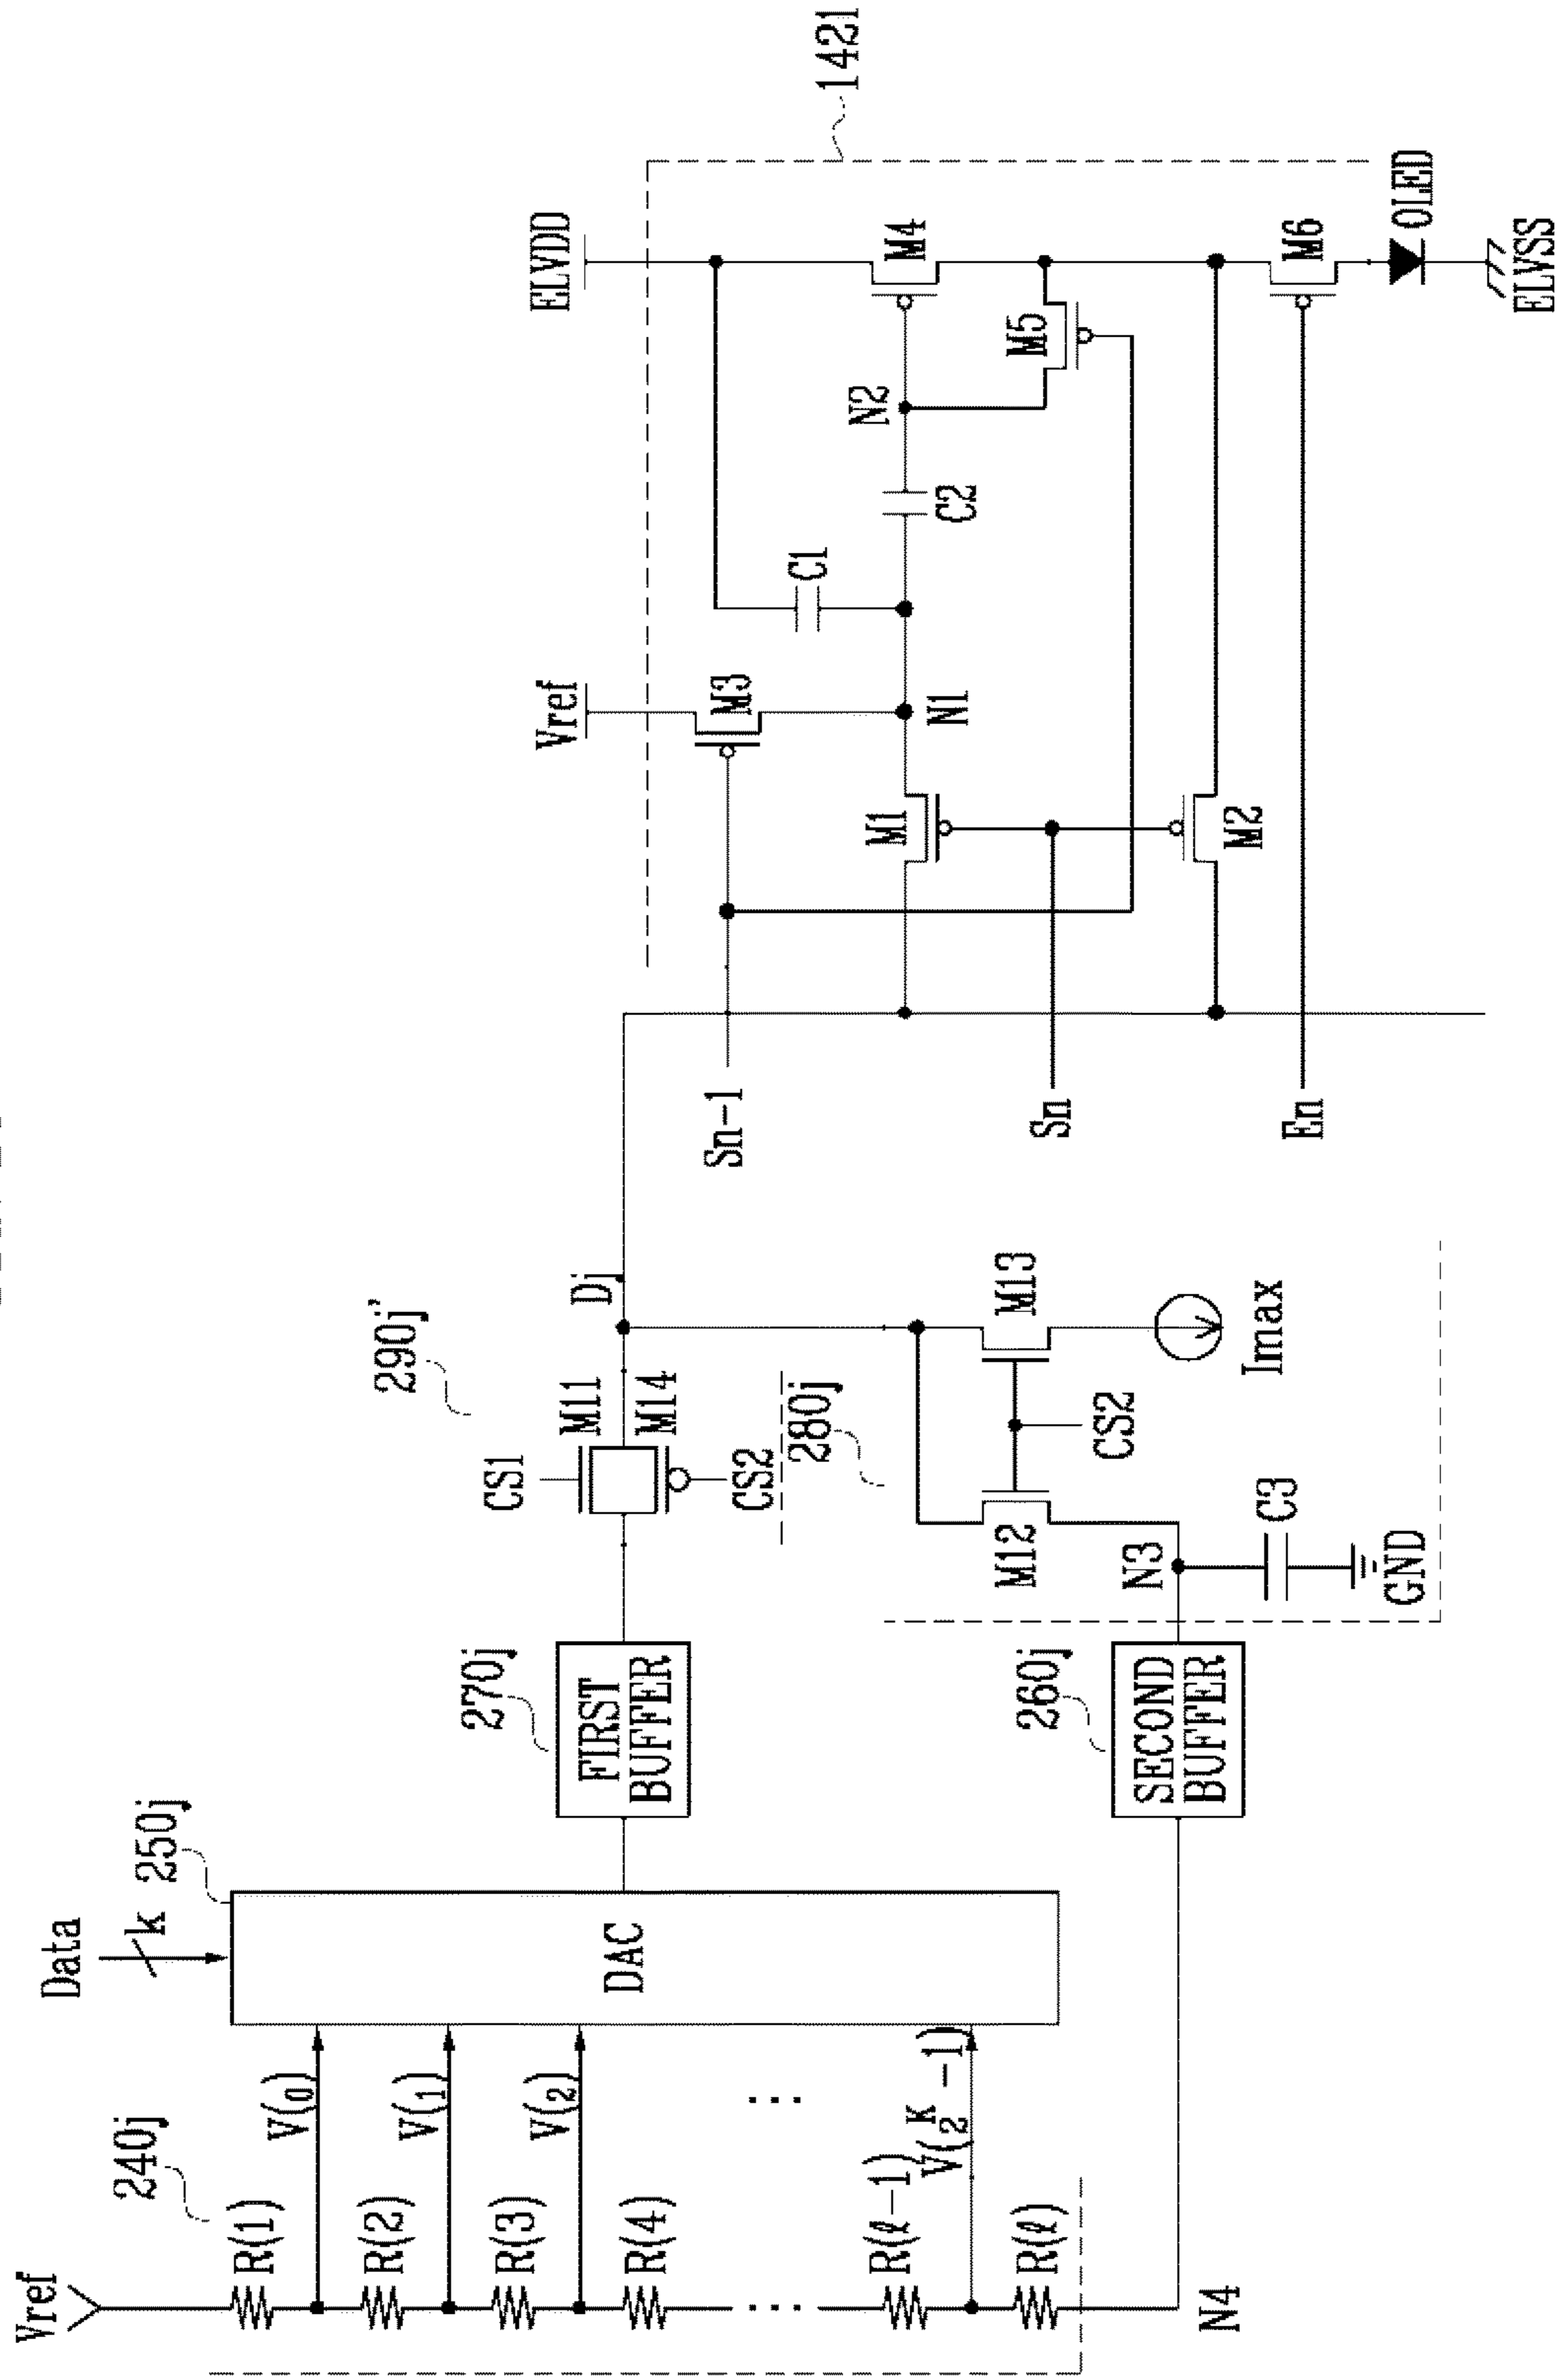 Vref
240j
R(1)
V(0)
R(2)
V(1)
R(3)
V(2)
R(4)
...
...
R(ℓ-1)
V(2^K-1)
R(ℓ)
N4
Data
k
250j
DAC
270j
FIRST
BUFFER
260j
SECOND
BUFFER
290j"
CS1
M11
M14
CS2
Dj
280j
M12
M13
CS2
N3
C3
GND
Imax
Sn-1
Sn
En
Vref
M3
M1
N1
M2
C1
C2
N2
M5
ELVDD
M4
M6
OLED
ELVSS
1421